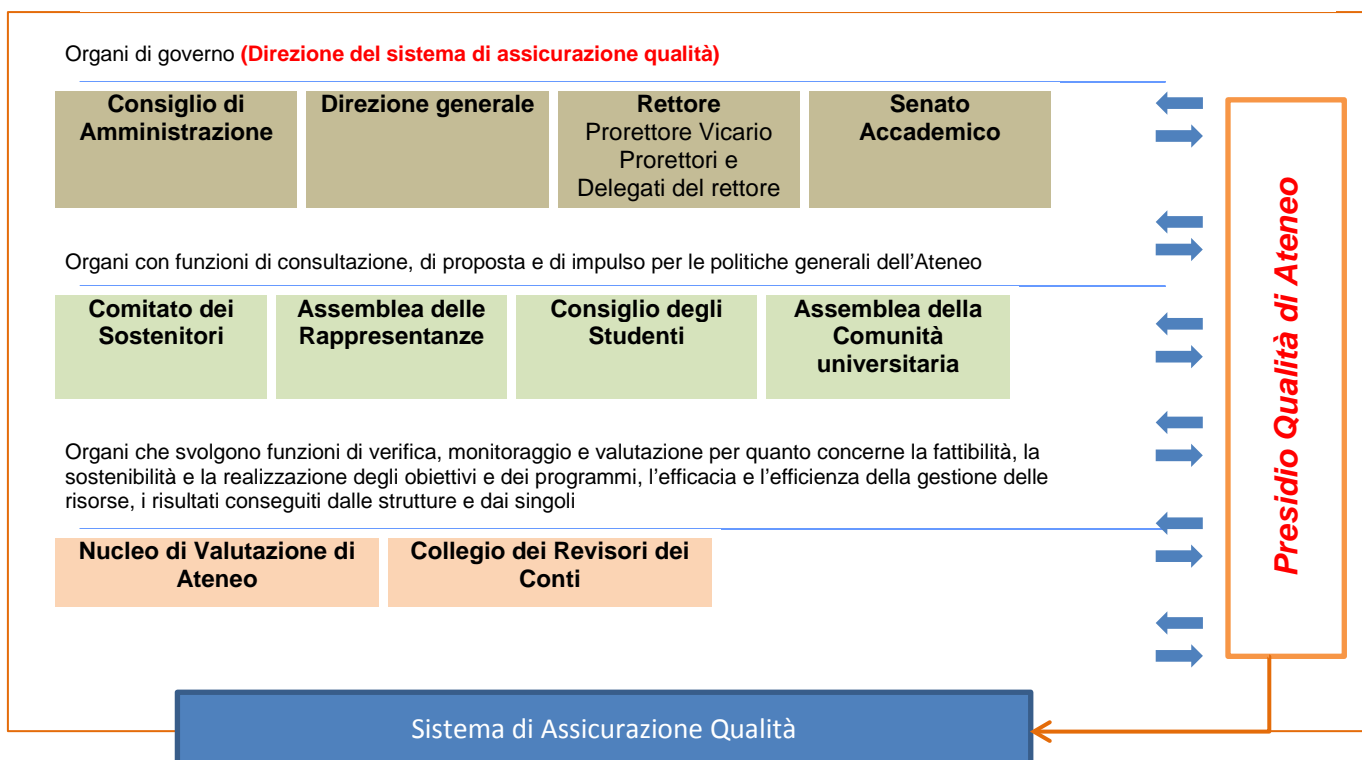 Organi di governo (Direzione del sistema di assicurazione qualità)
Consiglio di
Amministrazione
Direzione generale
Rettore
Prorettore Vicario
Prorettori e
Delegati del rettore
Senato
Accademico
Organi con funzioni di consultazione, di proposta e di impulso per le politiche generali dell’Ateneo
Comitato dei
Sostenitori
Assemblea delle
Rappresentanze
Consiglio degli
Studenti
Assemblea della
Comunità
universitaria
Organi che svolgono funzioni di verifica, monitoraggio e valutazione per quanto concerne la fattibilità, la
sostenibilità e la realizzazione degli obiettivi e dei programmi, l’efficacia e l’efficienza della gestione delle
risorse, i risultati conseguiti dalle strutture e dai singoli
Nucleo di Valutazione di
Ateneo
Collegio dei Revisori dei
Conti
Presidio Qualità di Ateneo
Sistema di Assicurazione Qualità